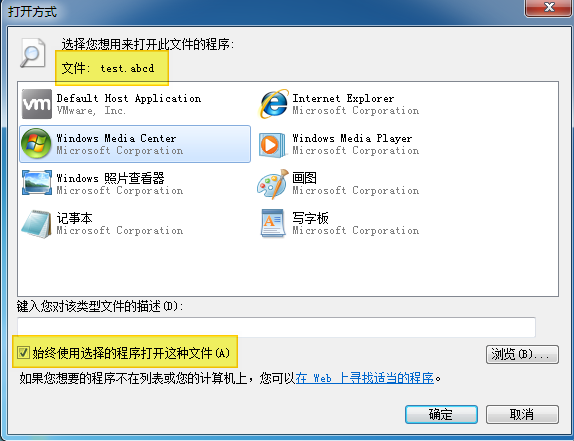 打开方式
选择您想用来打开此文件的程序:
文件: test.abcd
vm
Default Host Application
VMware, Inc.
Internet Explorer
Microsoft Corporation
Windows Media Center
Microsoft Corporation
Windows Media Player
Microsoft Corporation
Windows 照片查看器
Microsoft Corporation
画图
Microsoft Corporation
记事本
Microsoft Corporation
写字板
Microsoft Corporation
键入您对该类型文件的描述(D):
始终使用选择的程序打开这种文件(A)
浏览(B)...
如果您想要的程序不在列表或您的计算机上，您可以在 Web 上寻找适当的程序。
确定
取消